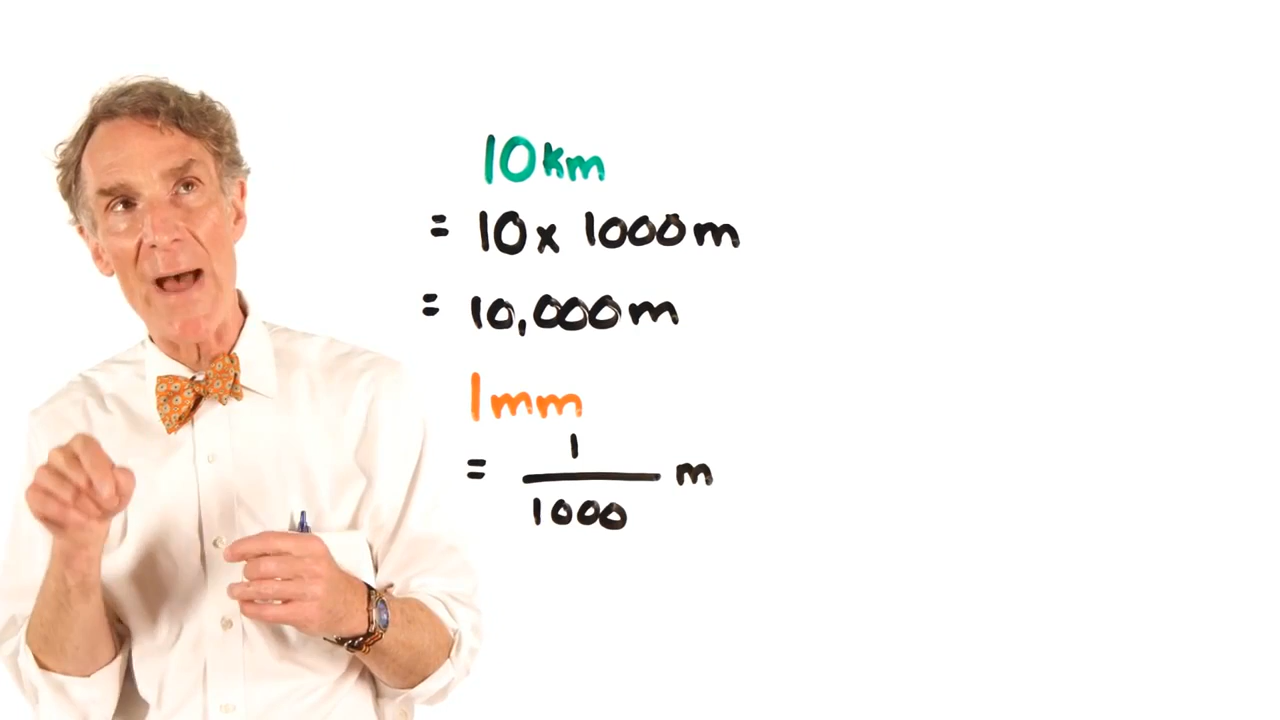 10km
= 10 x 1000m
= 10,000m
1mm
= 1/1000 m